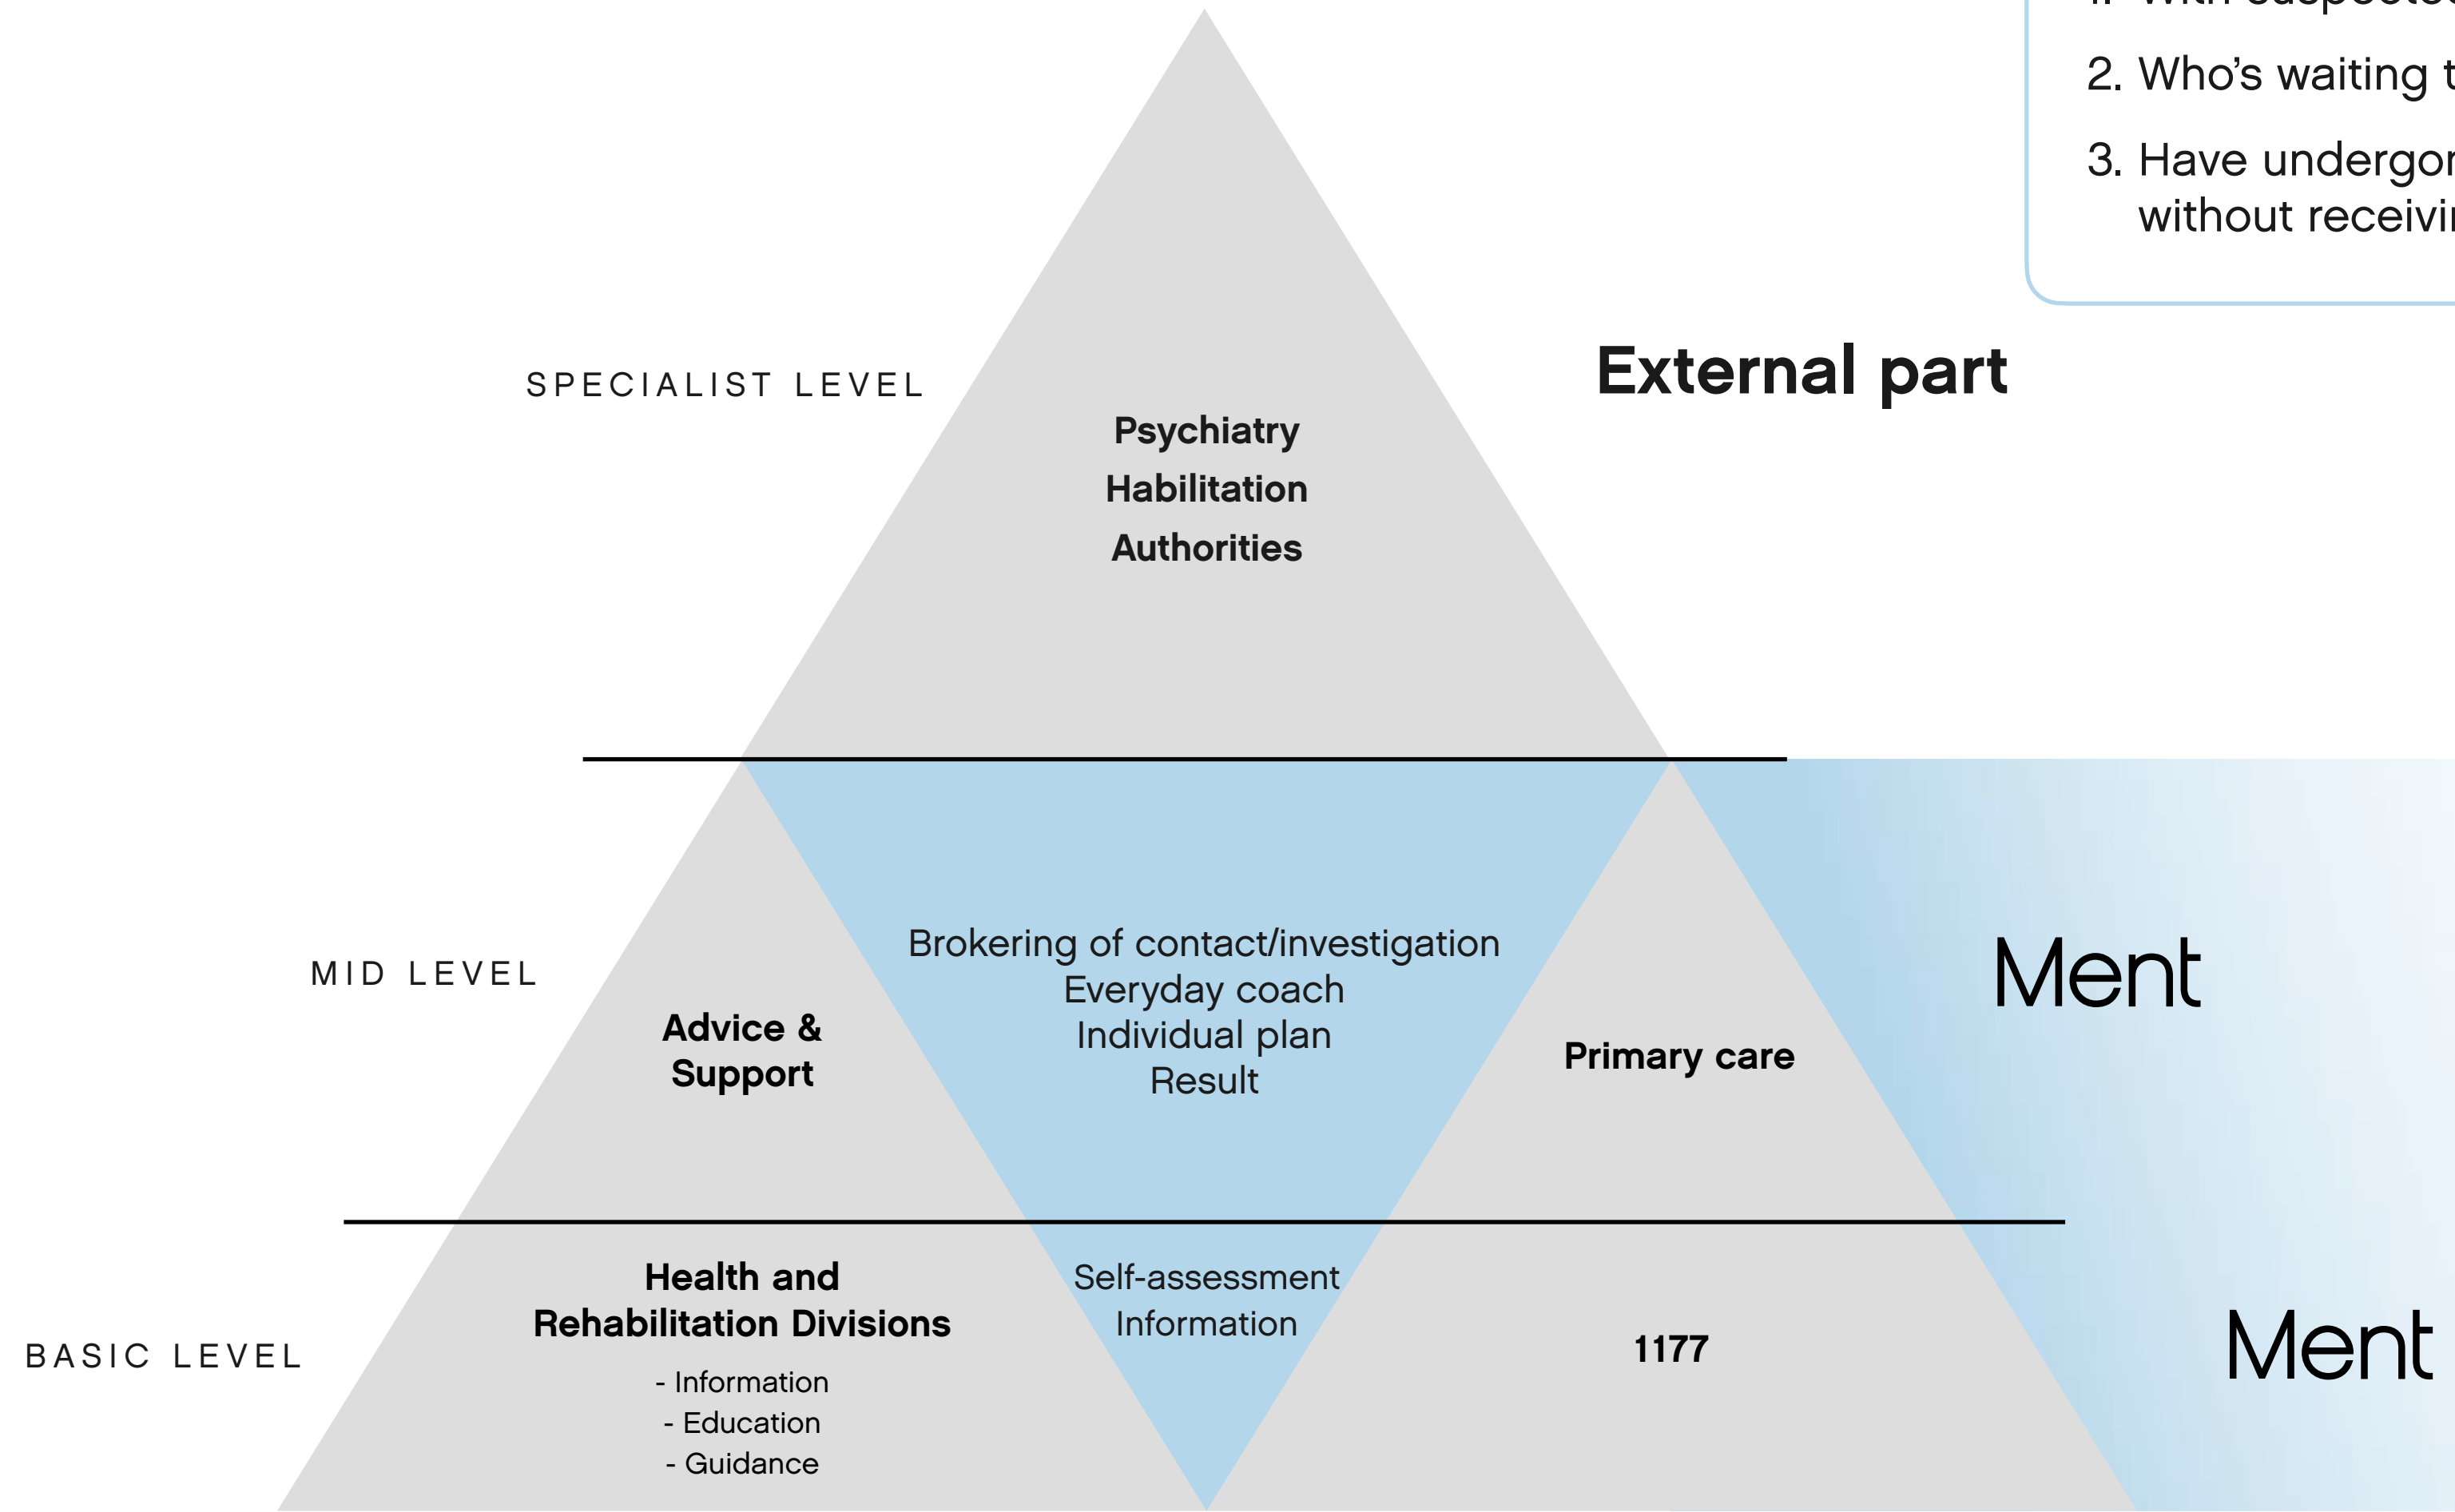 2. Who's waiting
3. Have
without
SPECIALIST LEVEL
External part
Psychiatry
Habilitation
Authorities
MID LEVEL
Advice &
Support
Brokering of contact/investigation
Everyday coach
Individual plan
Result
Primary care
Ment
BASIC LEVEL
Health and
Rehabilitation Divisions
- Information
- Education
- Guidance
Self-assessment
Information
1177
Ment